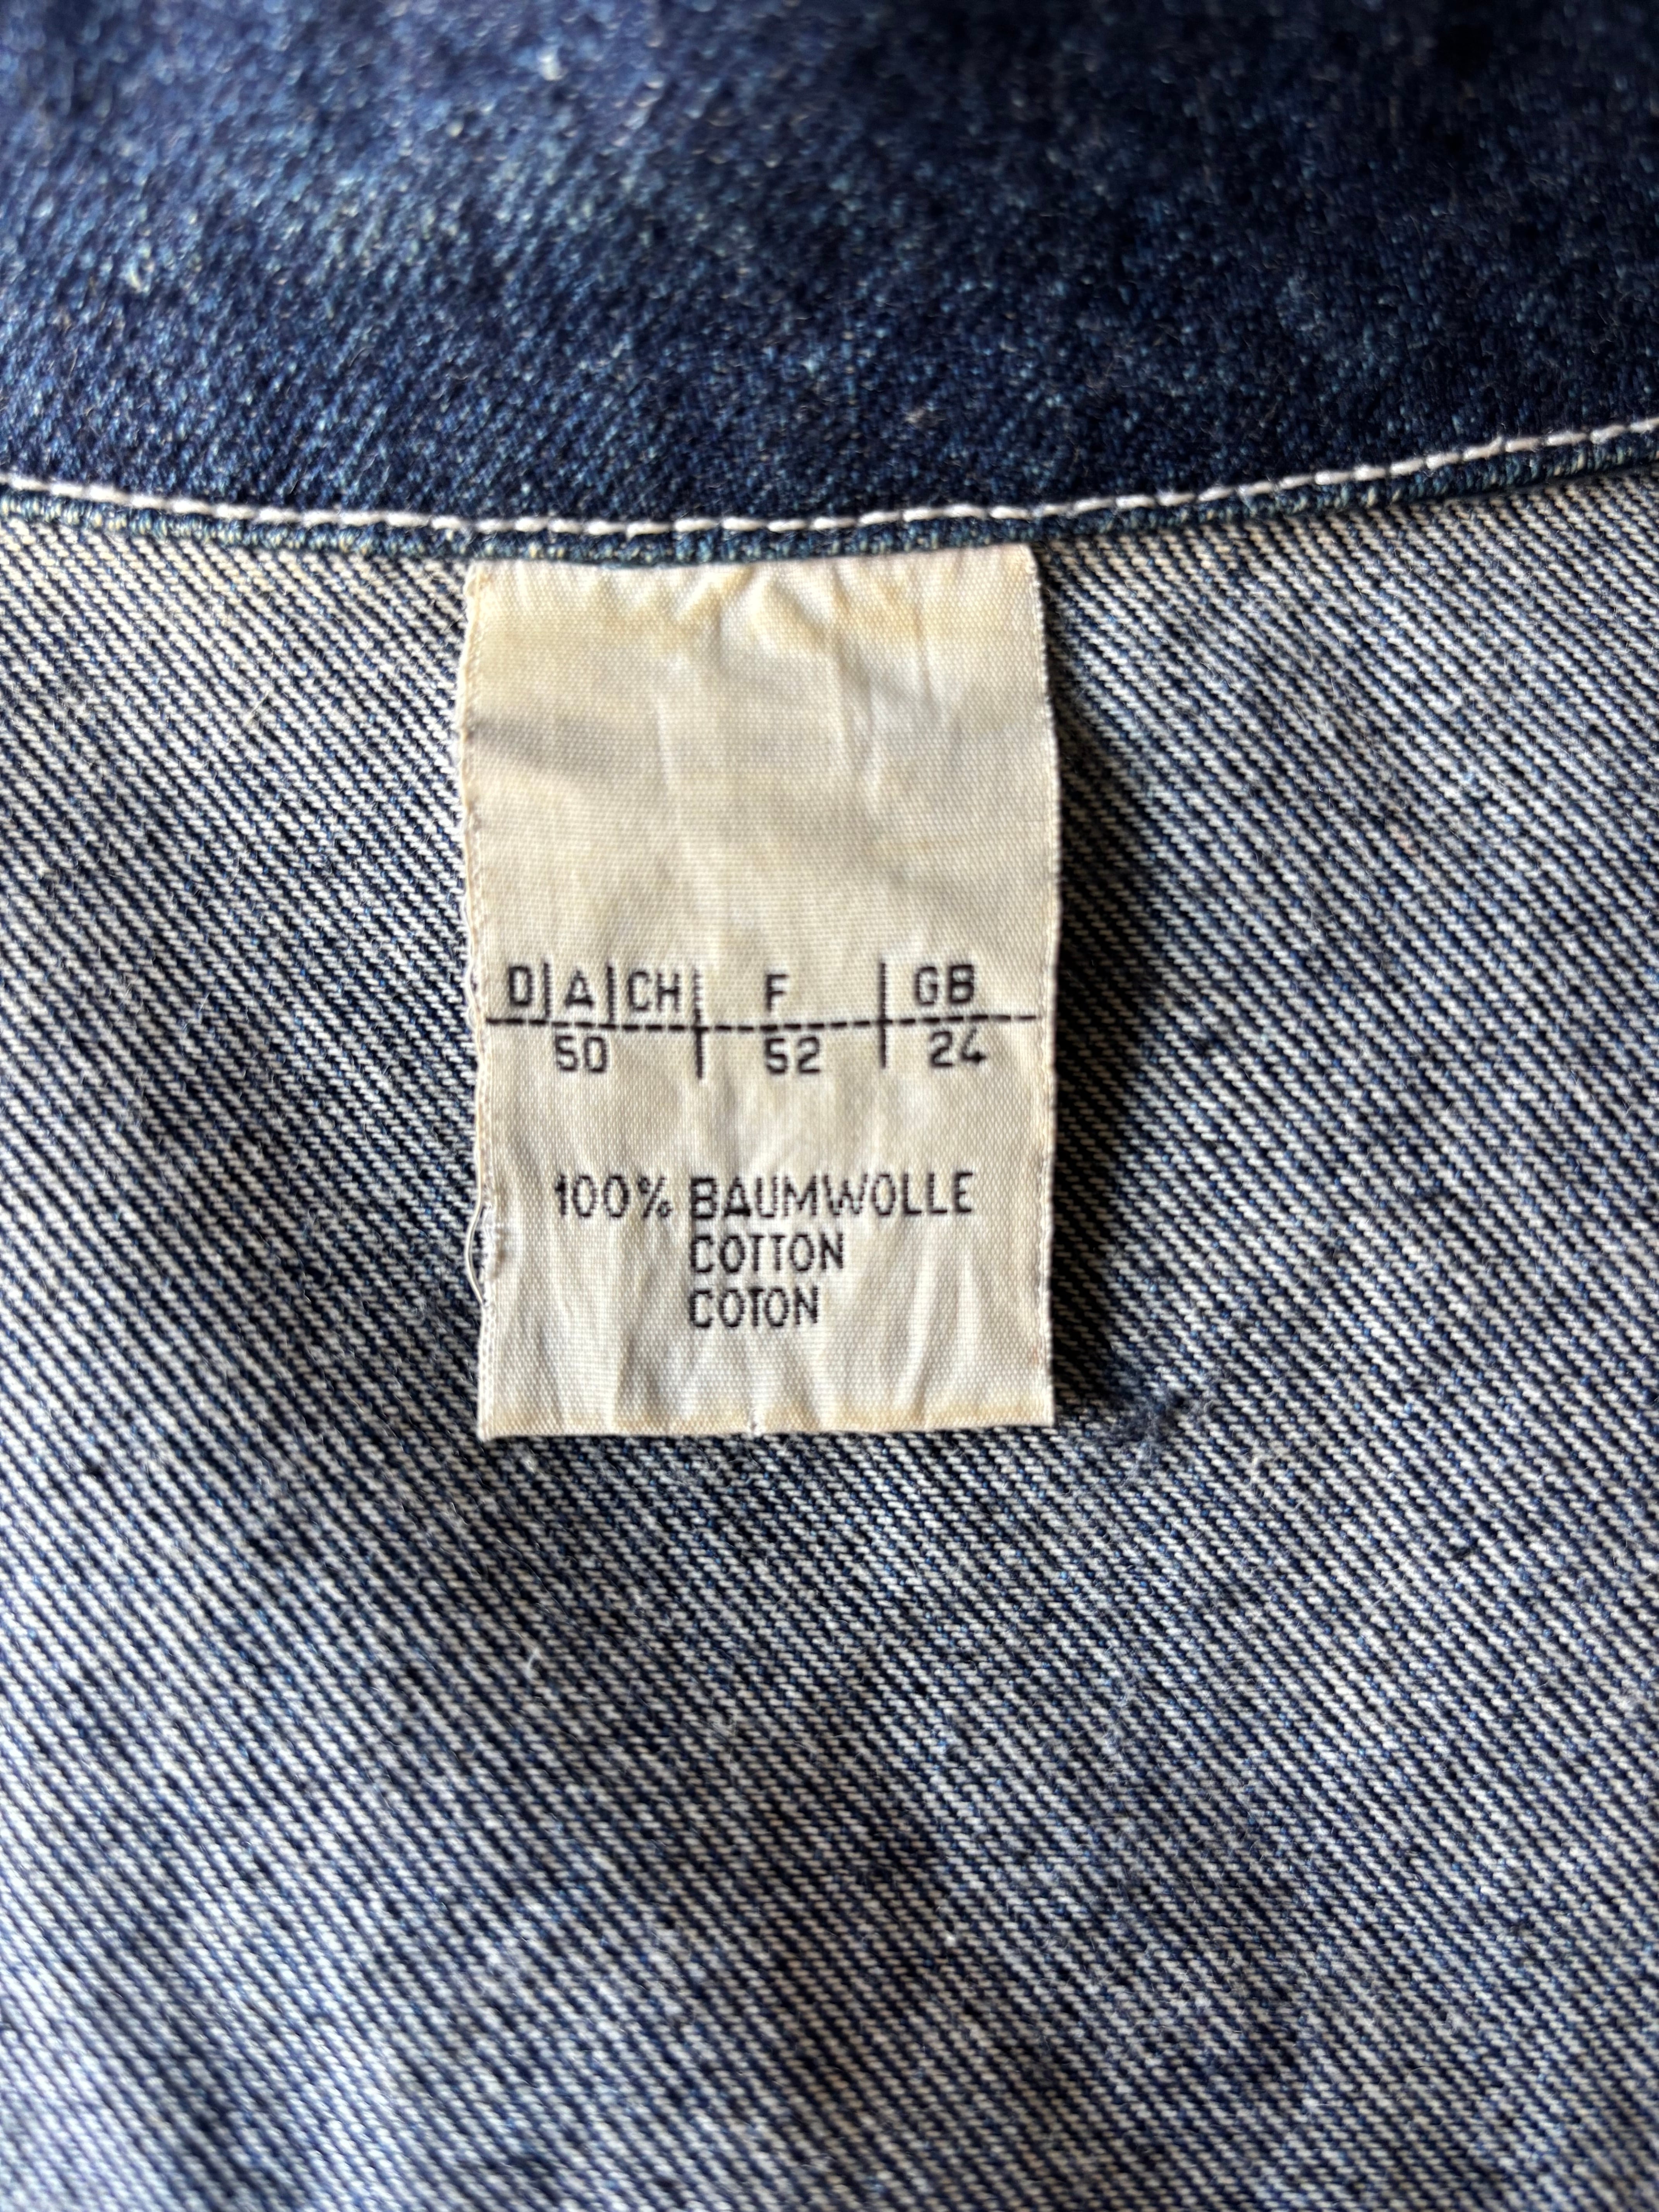 D|A|CH| F | GB
50 | 52 | 24
100% BAUMWOLLE
COTTON
COTON